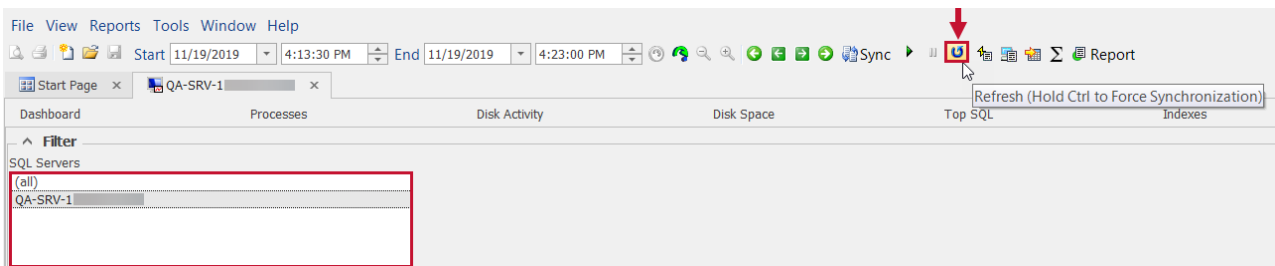 File View Reports Tools Window Help
Start 11/19/2019 4:13:30 PM End 11/19/2019 4:23:00 PM Sync Σ Report
Start Page × QA-SRV-1 ×
Refresh (Hold Ctrl to Force Synchronization)
Dashboard Processes Disk Activity Disk Space Top SQL Indexes
Filter
SQL Servers
(all)
QA-SRV-1